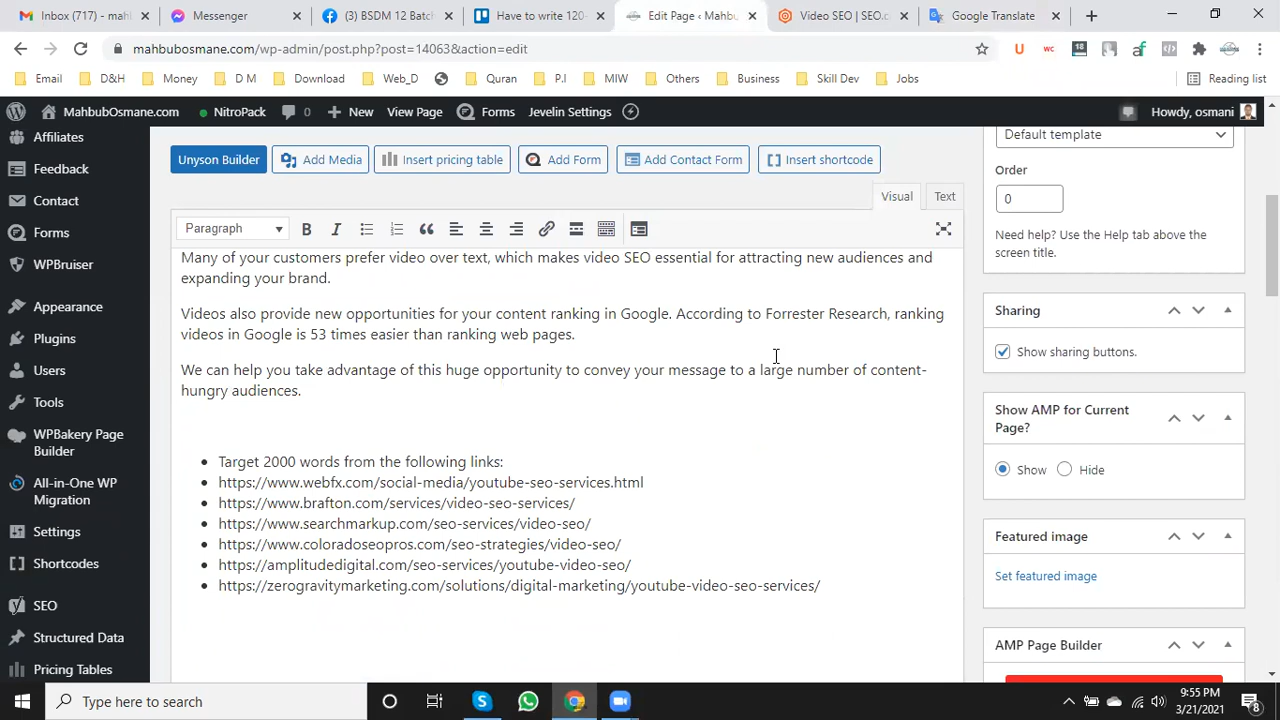 Inbox (717) - mahl
Messenger
(3) BSDM 12 Batch
Have to write 120-
Edit Page ‹ Mahbu
Video SEO | SEO.c
Google Translate
mahbubosmane.com/wp-admin/post.php?post=14063&action=edit
Email
D&H
Money
D M
Download
Web_D
Quran
P.I
MIW
Others
Business
Skill Dev
Jobs
Reading list
MahbubOsmane.com
NitroPack
0
New
View Page
Forms
Jevelin Settings
Howdy, osmani
Affiliates
Feedback
Contact
Forms
WPBruiser
Appearance
Plugins
Users
Tools
WPBakery Page
Builder
All-in-One WP
Migration
Settings
Shortcodes
SEO
Structured Data
Pricing Tables
Unyson Builder
Add Media
Insert pricing table
Add Form
Add Contact Form
Insert shortcode
Visual
Text
Paragraph
Many of your customers prefer video over text, which makes video SEO essential for attracting new audiences and
expanding your brand.
Videos also provide new opportunities for your content ranking in Google. According to Forrester Research, ranking
videos in Google is 53 times easier than ranking web pages.
We can help you take advantage of this huge opportunity to convey your message to a large number of content-
hungry audiences.
Target 2000 words from the following links:
https://www.webfx.com/social-media/youtube-seo-services.html
https://www.brafton.com/services/video-seo-services/
https://www.searchmarkup.com/seo-services/video-seo/
https://www.coloradoseopros.com/seo-strategies/video-seo/
https://amplitudedigital.com/seo-services/youtube-video-seo/
https://zerogravitymarketing.com/solutions/digital-marketing/youtube-video-seo-services/
Default template
Order
0
Need help? Use the Help tab above the
screen title.
Sharing
Show sharing buttons.
Show AMP for Current
Page?
Show
Hide
Featured image
Set featured image
AMP Page Builder
Type here to search
9:55 PM
3/21/2021
8